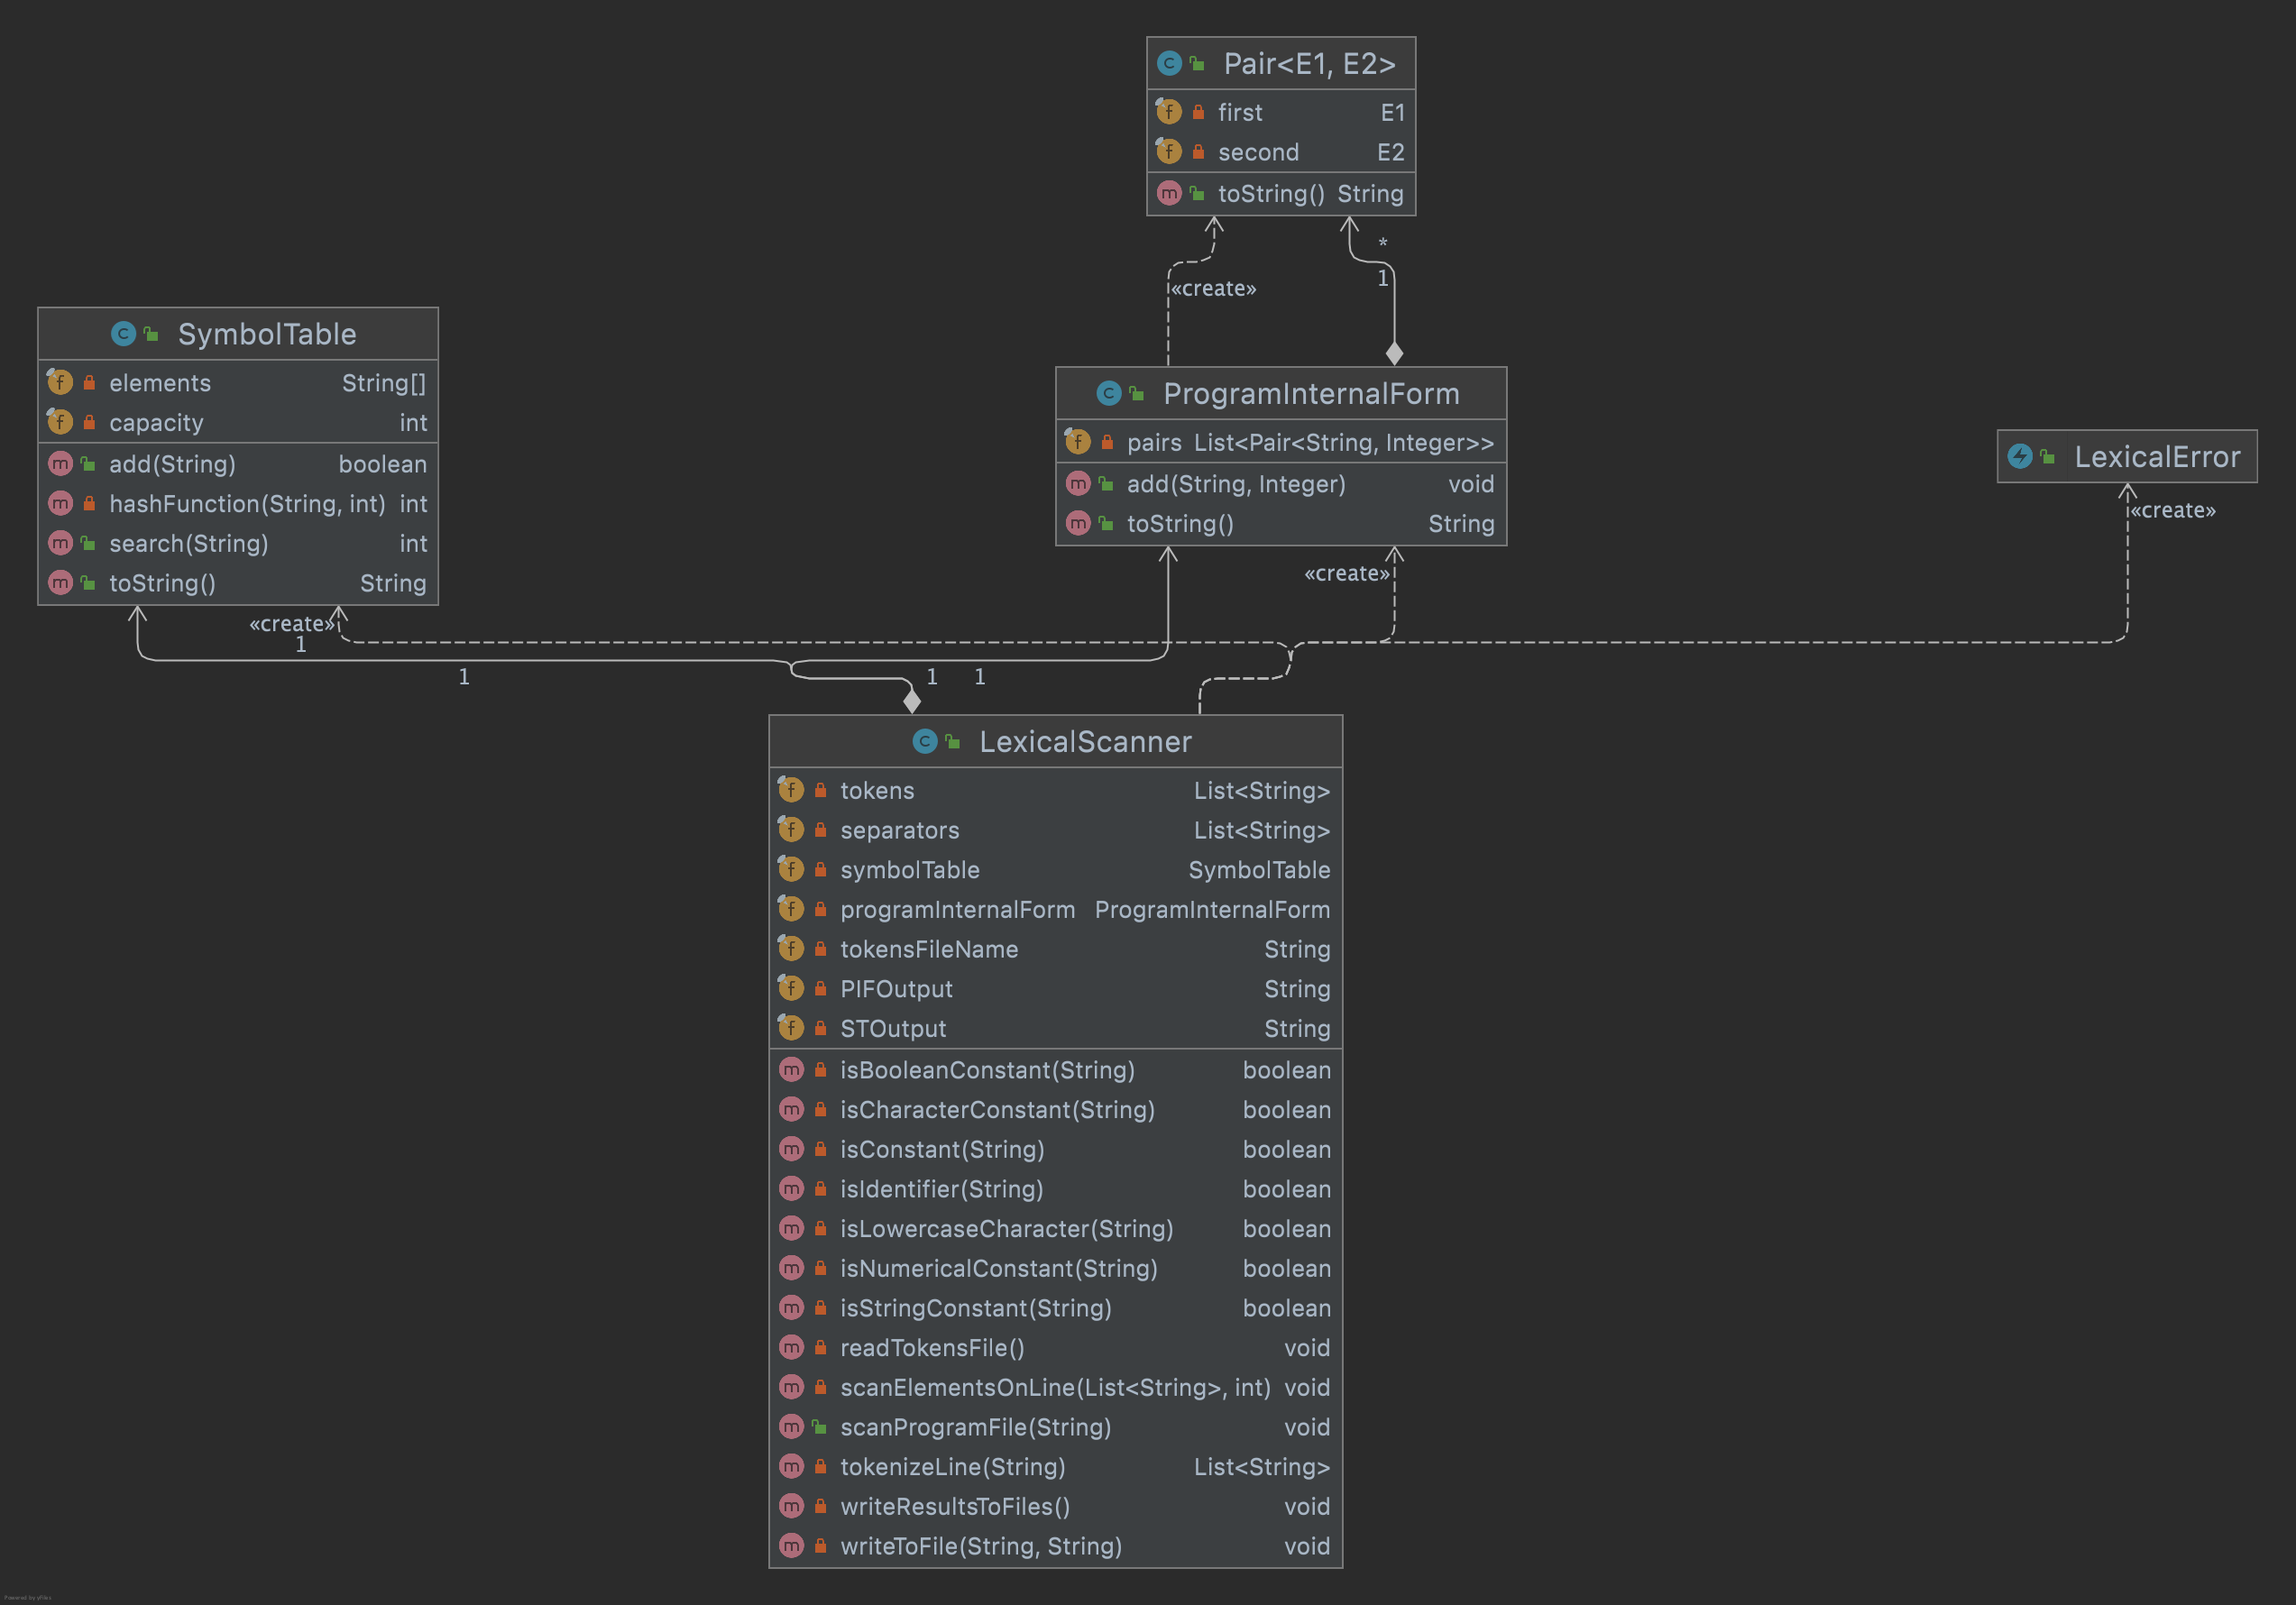 Pair<E1, E2>
first E1
second E2
toString() String
*
1
«create»
SymbolTable
elements String[]
capacity int
add(String) boolean
hashFunction(String, int) int
search(String) int
toString() String
ProgramInternalForm
pairs List<Pair<String, Integer>>
add(String, Integer) void
toString() String
LexicalError
«create»
«create»
«create»
1
1
1 1
LexicalScanner
tokens List<String>
separators List<String>
symbolTable SymbolTable
programInternalForm ProgramInternalForm
tokensFileName String
PIFOutput String
STOutput String
isBooleanConstant(String) boolean
isCharacterConstant(String) boolean
isConstant(String) boolean
isIdentifier(String) boolean
isLowercaseCharacter(String) boolean
isNumericalConstant(String) boolean
isStringConstant(String) boolean
readTokensFile() void
scanElementsOnLine(List<String>, int) void
scanProgramFile(String) void
tokenizeLine(String) List<String>
writeResultsToFiles() void
writeToFile(String, String) void
Powered by yFiles